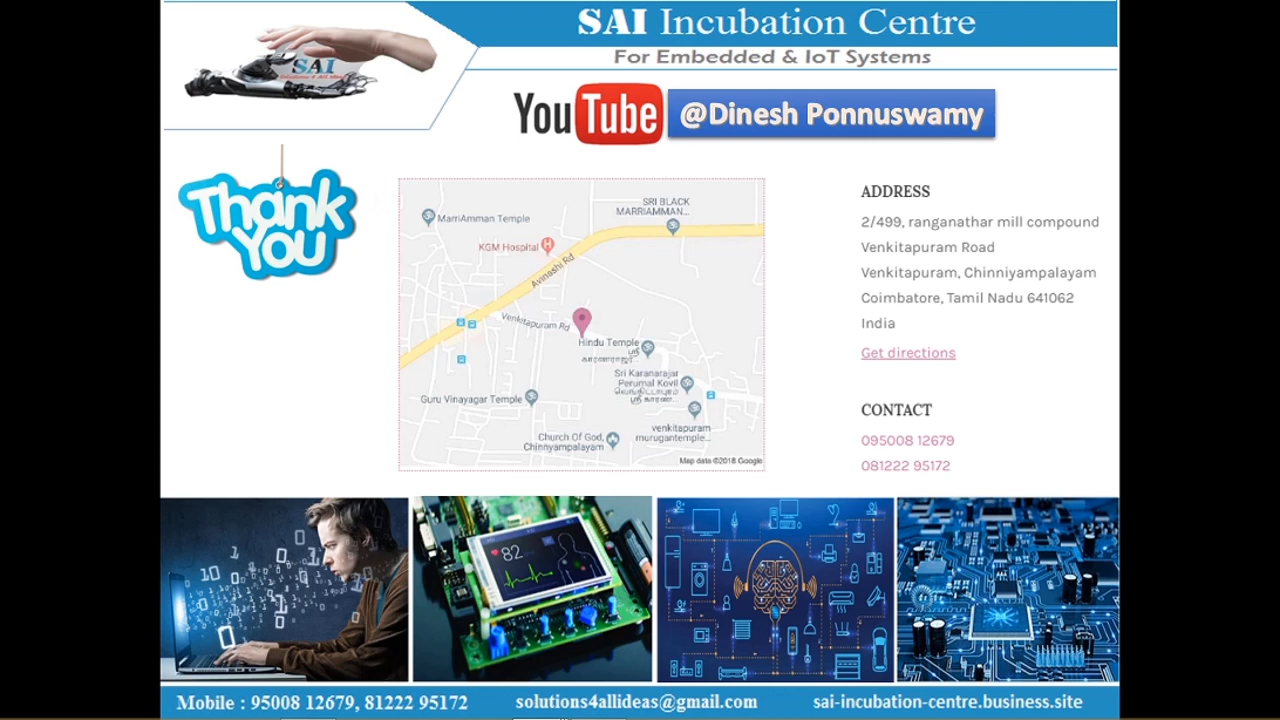 SAI Incubation Centre
For Embedded & IoT Systems
SAI
YouTube @Dinesh Ponnuswamy
Thank
You
ADDRESS
2/499, ranganathar mill compound
Venkitapuram Road
Venkitapuram, Chinniyampalayam
Coimbatore, Tamil Nadu 641062
India
Get directions
CONTACT
095008 12679
081222 95172
SRI BLACK
MARRIAMMAN...
MarriAmman Temple
KGM Hospital
Avinashi Rd
Venkitapuram Rd
Hindu Temple
ஸ்ரீ
Sri Karanarajar
Perumal Kovil
Guru Vinayagar Temple
venkitapuram
murugantemple...
Church Of God,
Chinnyampalayam
Map data ©2018 Google
82
Mobile : 95008 12679, 81222 95172
solutions4allideas@gmail.com
sai-incubation-centre.business.site